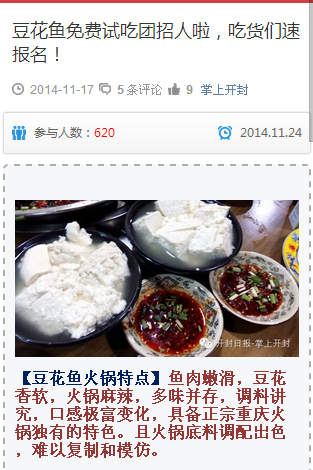 豆花鱼免费试吃团招人啦，吃货们速
报名！
2014-11-17 5条评论 9 掌上开封
参与人数：620 2014.11.24
开封日报-掌上开封
【豆花鱼火锅特点】鱼肉嫩滑，豆花
香软，火锅麻辣，多味并存，调料讲
究，口感极富变化，具备正宗重庆火
锅独有的特色。且火锅底料调配出色
，难以复制和模仿。